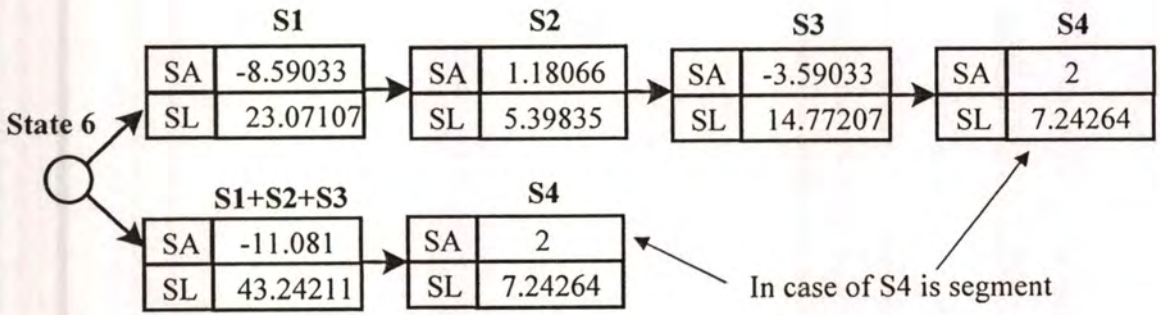 S1 S2 S3 S4
SA -8.59033 SA 1.18066 SA -3.59033 SA 2
SL 23.07107 SL 5.39835 SL 14.77207 SL 7.24264
State 6
S1+S2+S3 S4
SA -11.081 SA 2
SL 43.24211 SL 7.24264
In case of S4 is segment